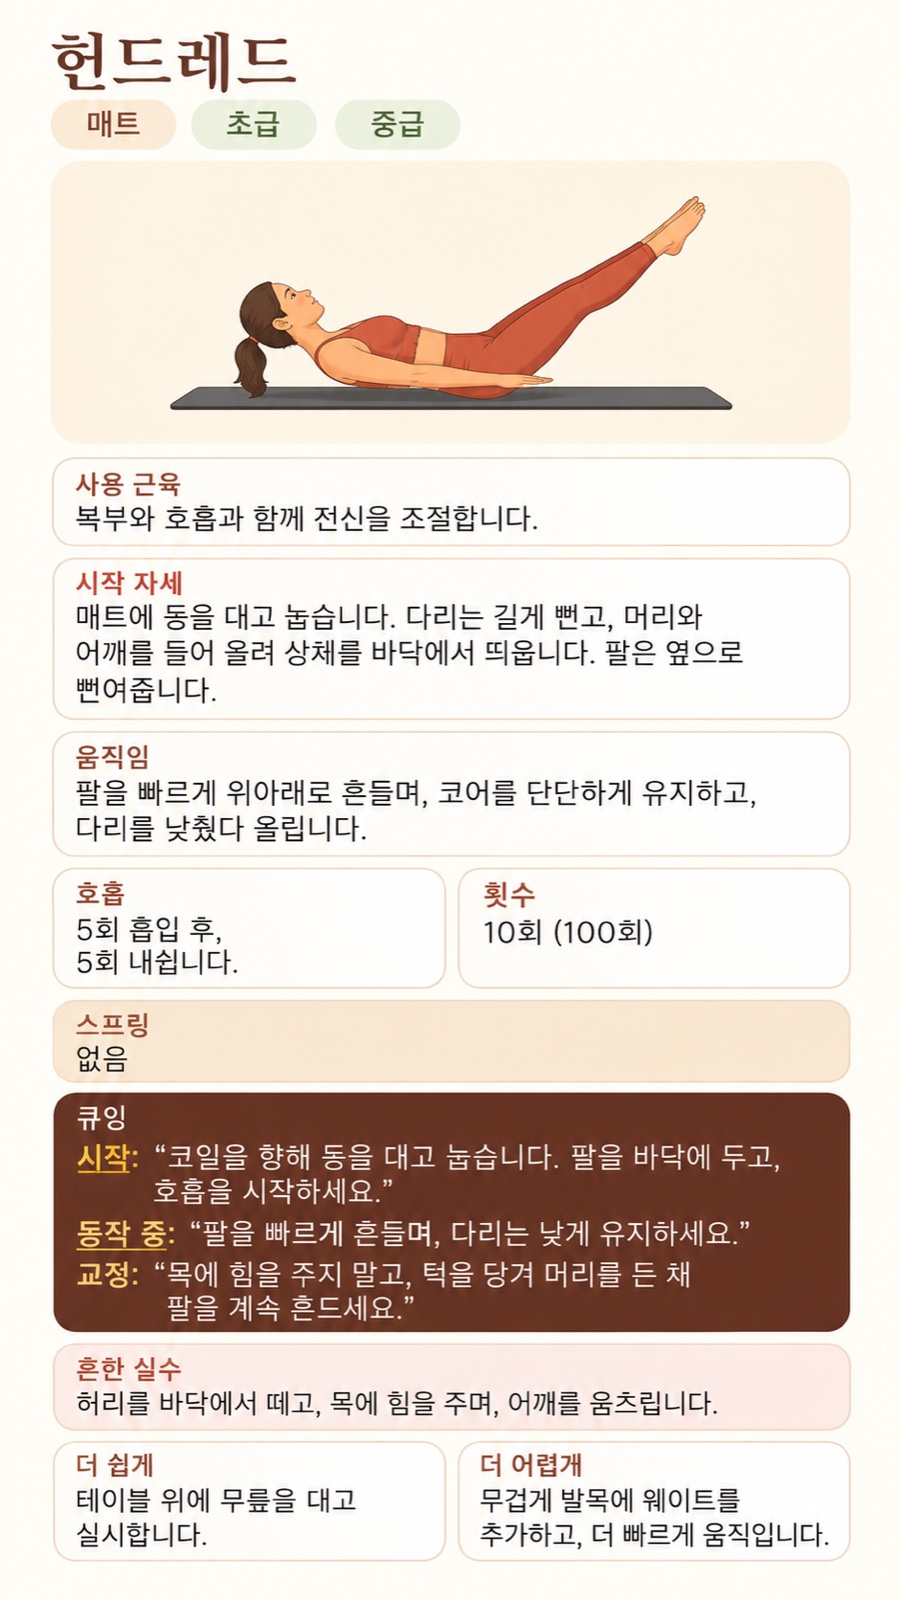 헌드레드
매트
초급
중급
사용 근육
복부와 호흡과 함께 전신을 조절합니다.
시작 자세
매트에 동을 대고 눕습니다. 다리는 길게 뻗고, 머리와
어깨를 들어 올려 상체를 바닥에서 띄웁니다. 팔은 옆으로
뻗여줍니다.
움직임
팔을 빠르게 위아래로 흔들며, 코어를 단단하게 유지하고,
다리를 낮췄다 올립니다.
호흡
5회 흡입 후,
5회 내쉽니다.
횟수
10회 (100회)
스프링
없음
큐잉
시작: “코일을 향해 동을 대고 눕습니다. 팔을 바닥에 두고,
호흡을 시작하세요.”
동작 중: “팔을 빠르게 흔들며, 다리는 낮게 유지하세요.”
교정: “목에 힘을 주지 말고, 턱을 당겨 머리를 든 채
팔을 계속 흔드세요.”
흔한 실수
허리를 바닥에서 떼고, 목에 힘을 주며, 어깨를 움츠립니다.
더 쉽게
테이블 위에 무릎을 대고
실시합니다.
더 어렵개
무겁게 발목에 웨이트를
추가하고, 더 빠르게 움직입니다.